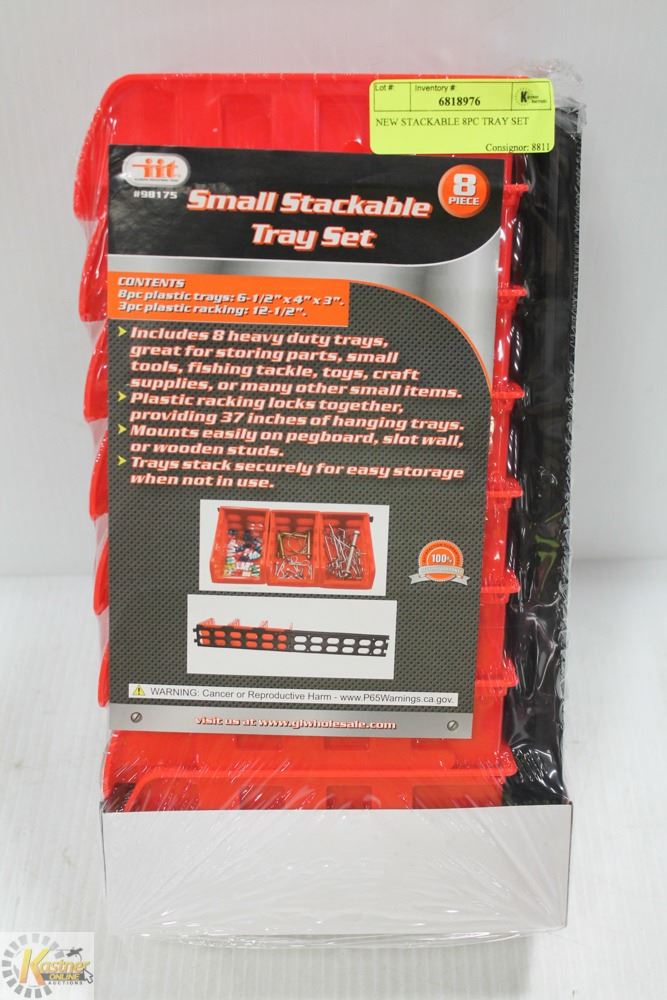 Lot #:
Inventory #:
6818976
Kastner
Auctions
NEW STACKABLE 8PC TRAY SET
Consignor: 8811
iit
#98175
Small Stackable
Tray Set
8
PIECE
CONTENTS
8pc plastic trays: 6-1/2" x 4" x 3".
3pc plastic racking: 12-1/2".
Includes 8 heavy duty trays,
great for storing parts, small
tools, fishing tackle, toys, craft
supplies, or many other small items.
Plastic racking locks together,
providing 37 inches of hanging trays.
Mounts easily on pegboard, slot wall,
or wooden studs.
Trays stack securely for easy storage
when not in use.
100%
WARNING: Cancer or Reproductive Harm - www.P65Warnings.ca.gov.
visit us at www.giwholesale.com
Kastner
ONLINE
AUCTIONS